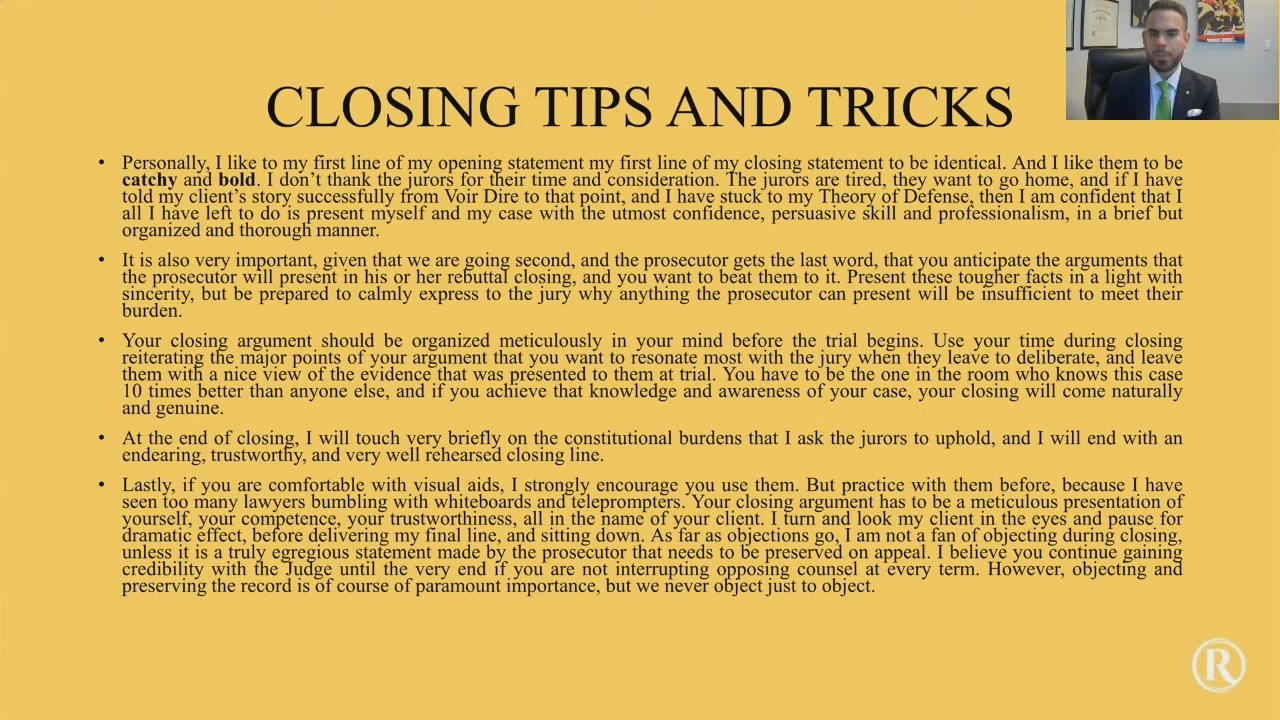 CLOSING TIPS AND TRICKS
• Personally, I like to my first line of my opening statement my first line of my closing statement to be identical. And I like them to be
catchy and bold. I don’t thank the jurors for their time and consideration. The jurors are tired, they want to go home, and if I have
told my client’s story successfully from Voir Dire to that point, and I have stuck to my Theory of Defense, then I am confident that I
all I have left to do is present myself and my case with the utmost confidence, persuasive skill and professionalism, in a brief but
organized and thorough manner.
• It is also very important, given that we are going second, and the prosecutor gets the last word, that you anticipate the arguments that
the prosecutor will present in his or her rebuttal closing, and you want to beat them to it. Present these tougher facts in a light with
sincerity, but be prepared to calmly express to the jury why anything the prosecutor can present will be insufficient to meet their
burden.
• Your closing argument should be organized meticulously in your mind before the trial begins. Use your time during closing
reiterating the major points of your argument that you want to resonate most with the jury when they leave to deliberate, and leave
them with a nice view of the evidence that was presented to them at trial. You have to be the one in the room who knows this case
10 times better than anyone else, and if you achieve that knowledge and awareness of your case, your closing will come naturally
and genuine.
• At the end of closing, I will touch very briefly on the constitutional burdens that I ask the jurors to uphold, and I will end with an
endearing, trustworthy, and very well rehearsed closing line.
• Lastly, if you are comfortable with visual aids, I strongly encourage you use them. But practice with them before, because I have
seen too many lawyers bumbling with whiteboards and teleprompters. Your closing argument has to be a meticulous presentation of
yourself, your competence, your trustworthiness, all in the name of your client. I turn and look my client in the eyes and pause for
dramatic effect, before delivering my final line, and sitting down. As far as objections go, I am not a fan of objecting during closing,
unless it is a truly egregious statement made by the prosecutor that needs to be preserved on appeal. I believe you continue gaining
credibility with the Judge until the very end if you are not interrupting opposing counsel at every term. However, objecting and
preserving the record is of course of paramount importance, but we never object just to object.
R